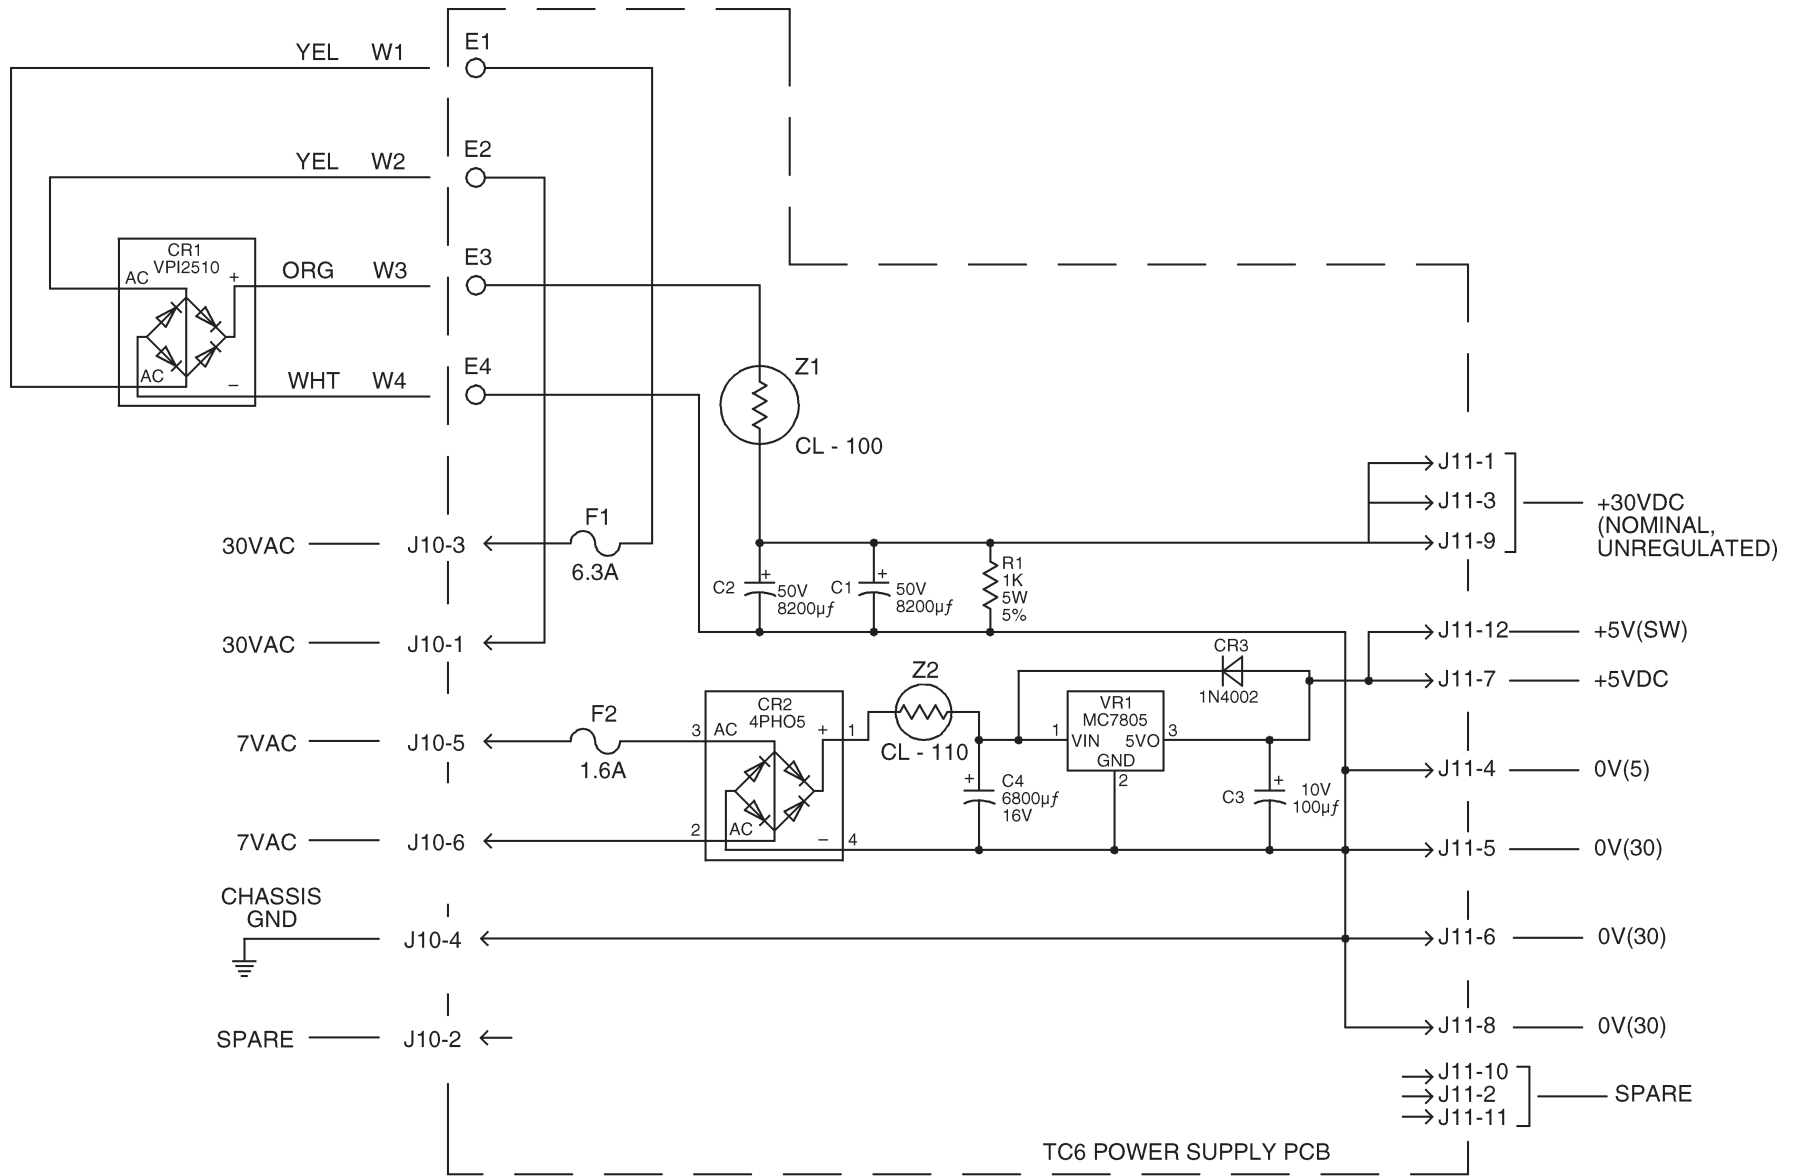 YEL W1
E1
YEL W2
E2
CR1
VPI2510
AC
+
ORG W3
E3
AC
–
WHT W4
E4
Z1
CL - 100
30VAC
J10-3
F1
6.3A
J11-1
J11-3
J11-9
+30VDC
(NOMINAL,
UNREGULATED)
C2
+
50V
8200µf
C1
+
50V
8200µf
R1
1K
5W
5%
30VAC
J10-1
J11-12
+5V(SW)
CR3
1N4002
J11-7
+5VDC
7VAC
J10-5
F2
1.6A
CR2
4PHO5
3
AC
+
1
2
AC
–
4
Z2
CL - 110
VR1
MC7805
1
VIN 5VO
3
GND
2
+
C4
6800µf
16V
C3
+
10V
100µf
J11-4
0V(5)
7VAC
J10-6
J11-5
0V(30)
CHASSIS
GND
J10-4
J11-6
0V(30)
SPARE
J10-2
J11-8
0V(30)
J11-10
J11-2
J11-11
SPARE
TC6 POWER SUPPLY PCB